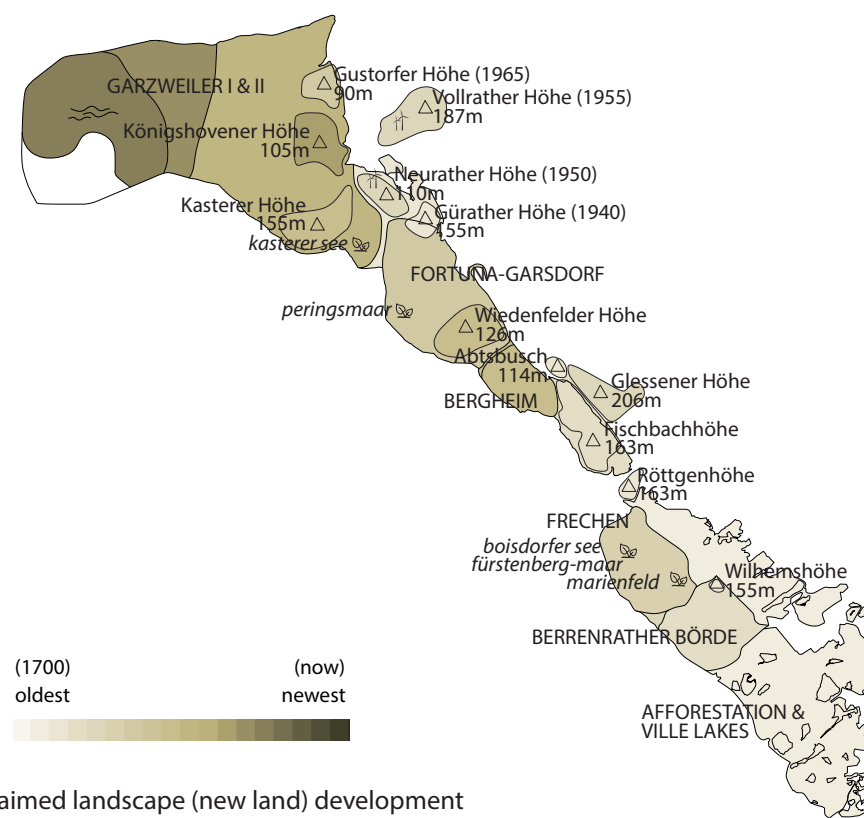 Gustorfer Höhe (1965)
90m
GARZWEILER I & II
Vollrather Höhe (1955)
187m
Königshovener Höhe
105m
Neurather Höhe (1950)
110m
Kasterer Höhe
155m
Gürather Höhe (1940)
155m
kasterer see
FORTUNA-GARSDORF
peringsmaar
Wiedenfelder Höhe
126m
Abtsbusch
114m
Glessener Höhe
206m
BERGHEIM
Fischbachhöhe
163m
Röttgenhöhe
163m
FRECHEN
boisdorfer see
fürstenberg-maar
marienfeld
Wilhemshöhe
155m
BERRENRATHER BÖRDE
(1700) (now)
oldest newest
AFFORESTATION &
VILLE LAKES
aimed landscape (new land) development